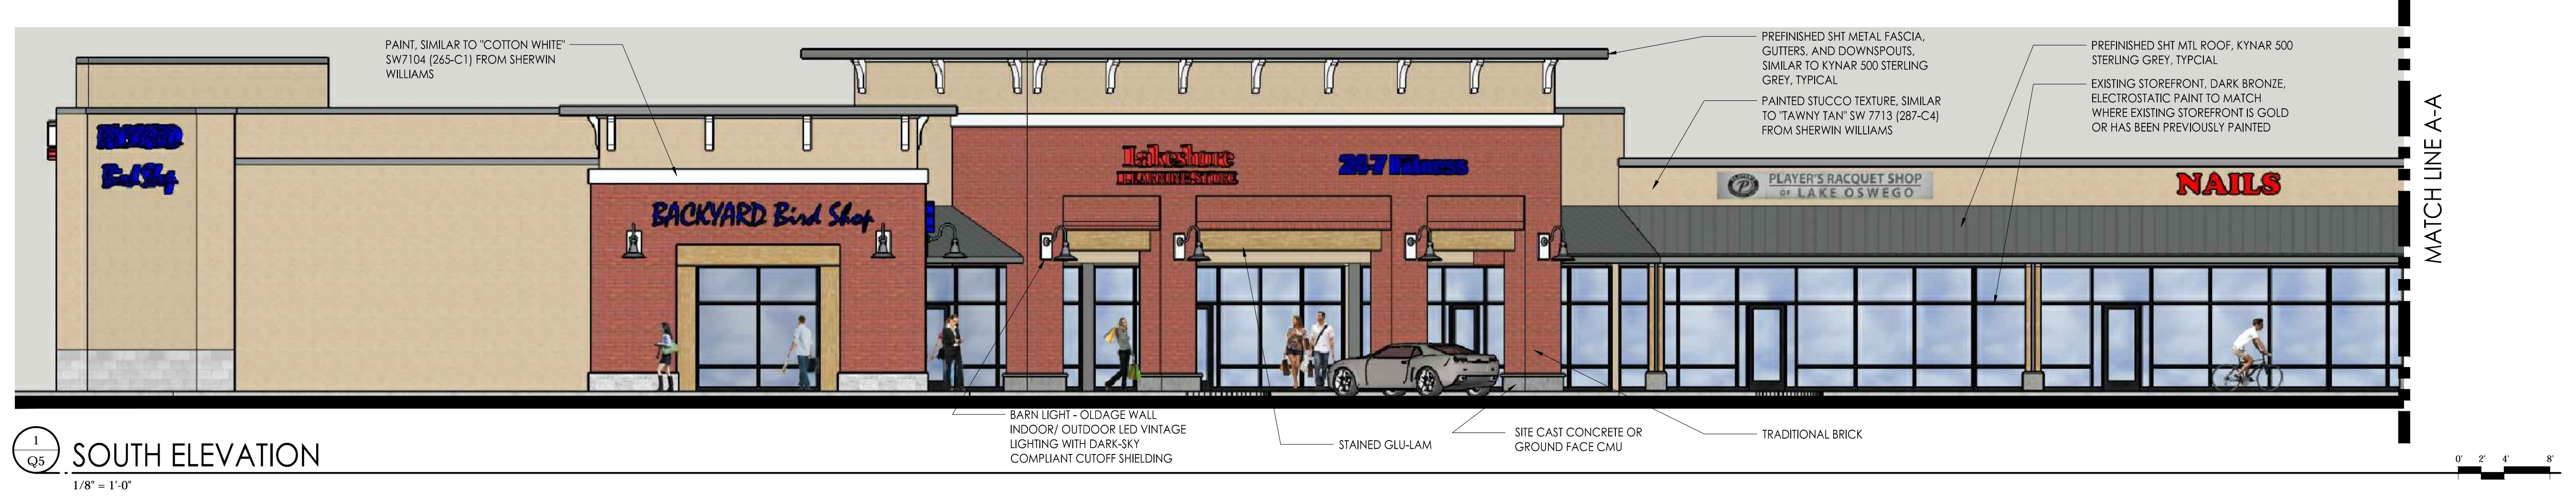 PAINT, SIMILAR TO "COTTON WHITE"
SW7104 (265-C1) FROM SHERWIN
WILLIAMS
PREFINISHED SHT METAL FASCIA,
GUTTERS, AND DOWNSPOUTS,
SIMILAR TO KYNAR 500 STERLING
GREY, TYPICAL
PAINTED STUCCO TEXTURE, SIMILAR
TO "TAWNY TAN" SW 7713 (287-C4)
FROM SHERWIN WILLIAMS
PREFINISHED SHT MTL ROOF, KYNAR 500
STERLING GREY, TYPCIAL
EXISTING STOREFRONT, DARK BRONZE,
ELECTROSTATIC PAINT TO MATCH
WHERE EXISTING STOREFRONT IS GOLD
OR HAS BEEN PREVIOUSLY PAINTED
MATCH LINE A-A
BACKYARD
Bird Shop
BACKYARD Bird Shop
Lakeshore
LEARNING STORE
24-7 Fitness
P
PLAYER'S RACQUET SHOP
OF LAKE OSWEGO
NAILS
BARN LIGHT - OLDAGE WALL
INDOOR/ OUTDOOR LED VINTAGE
LIGHTING WITH DARK-SKY
COMPLIANT CUTOFF SHIELDING
STAINED GLU-LAM
SITE CAST CONCRETE OR
GROUND FACE CMU
TRADITIONAL BRICK
1
Q5
SOUTH ELEVATION
1/8" = 1'-0"
0' 2' 4' 8'